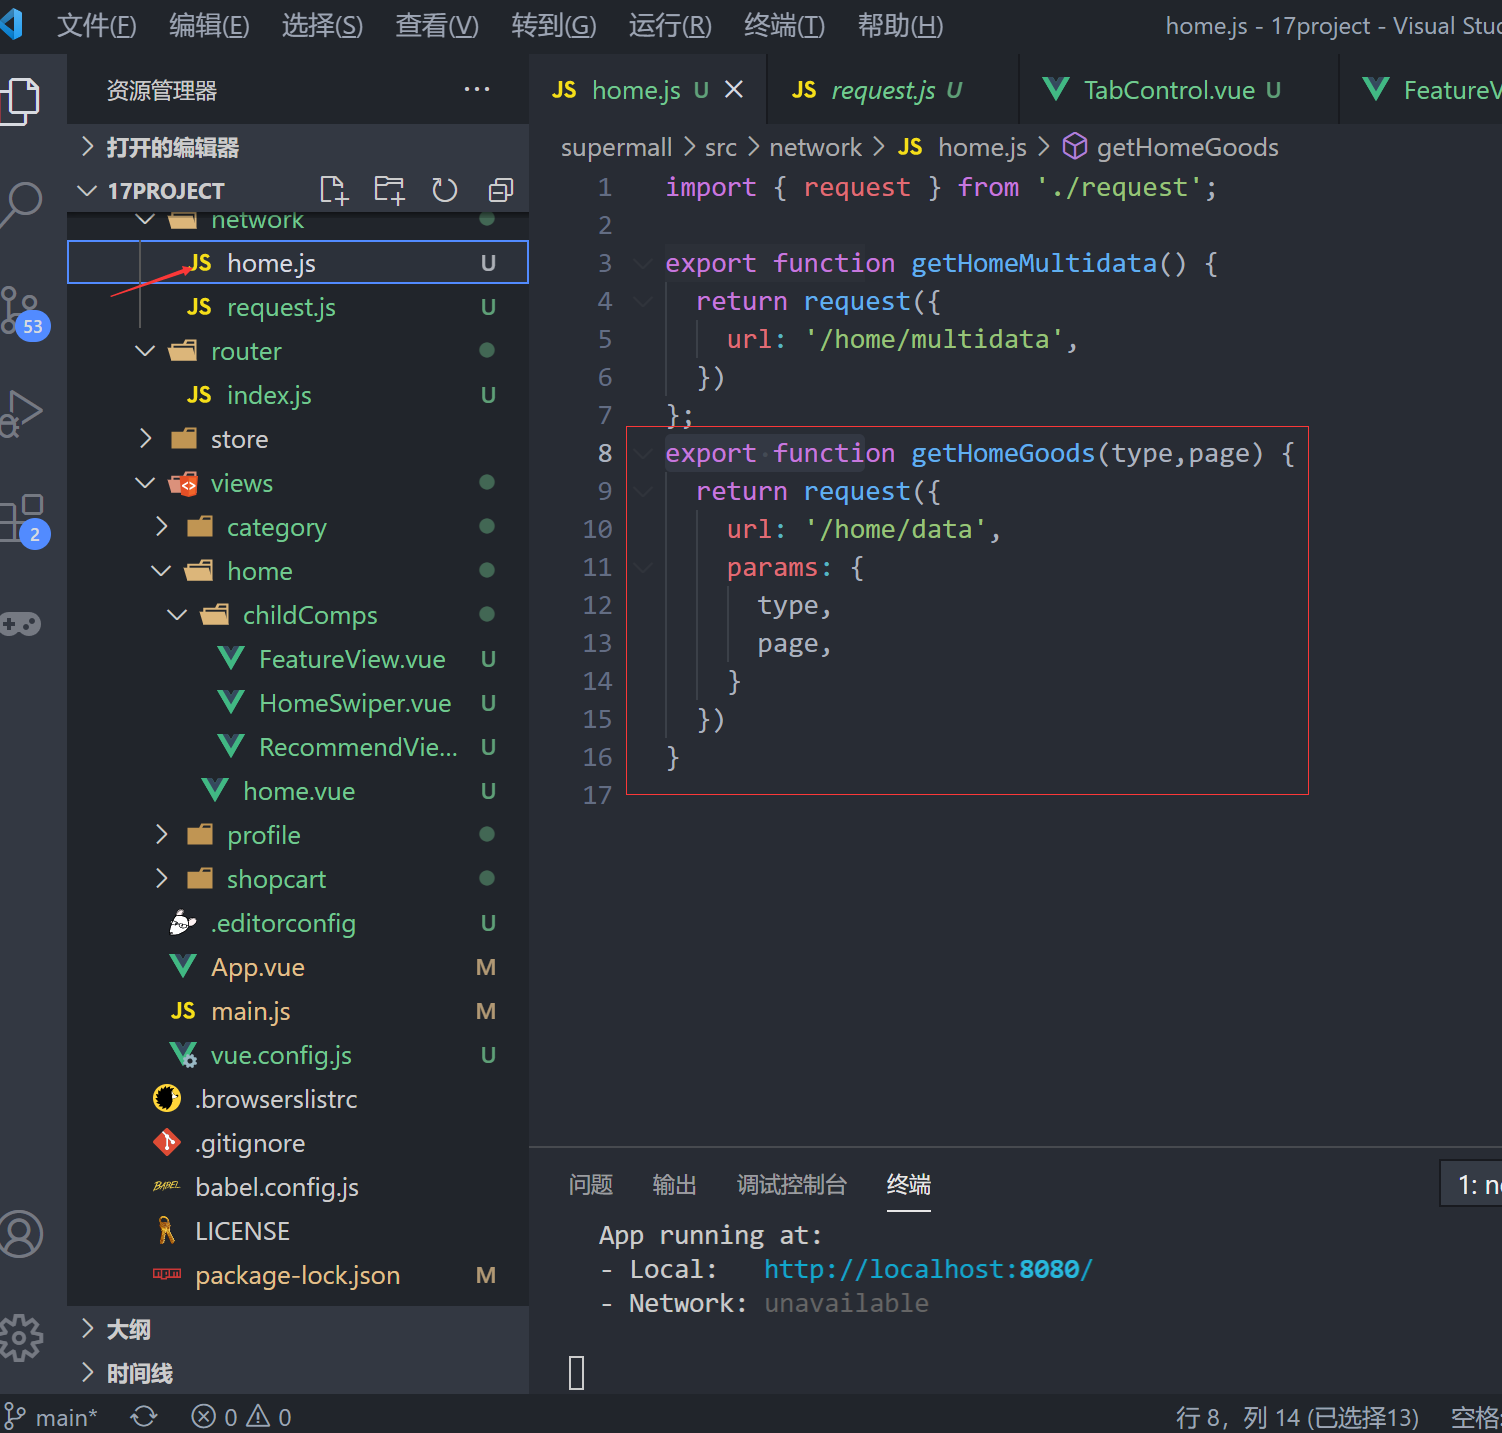 文件(F) 编辑(E) 选择(S) 查看(V) 转到(G) 运行(R) 终端(T) 帮助(H) home.js - 17project - Visual
资源管理器 ···
打开的编辑器
17PROJECT
network
JS home.js U
JS request.js U
router
JS index.js U
store
views
category
home
childComps
FeatureView.vue U
HomeSwiper.vue U
RecommendVie... U
home.vue U
profile
shopcart
.editorconfig U
App.vue M
JS main.js M
vue.config.js U
.browserslistrc
.gitignore
BABEL babel.config.js
LICENSE
package-lock.json M
大纲
时间线
53
2
JS home.js U JS request.js U TabControl.vue U FeatureV
supermall > src > network > JS home.js > getHomeGoods
1 import { request } from './request';
2
3 export function getHomeMultidata() {
4 return request({
5 url: '/home/multidata',
6 })
7 };
8 export function getHomeGoods(type,page) {
9 return request({
10 url: '/home/data',
11 params: {
12 type,
13 page,
14 }
15 })
16 }
17
问题 输出 调试控制台 终端 1:
App running at:
- Local: http://localhost:8080/
- Network: unavailable
main* 0 0 行 8，列 14 (已选择13) 空格: